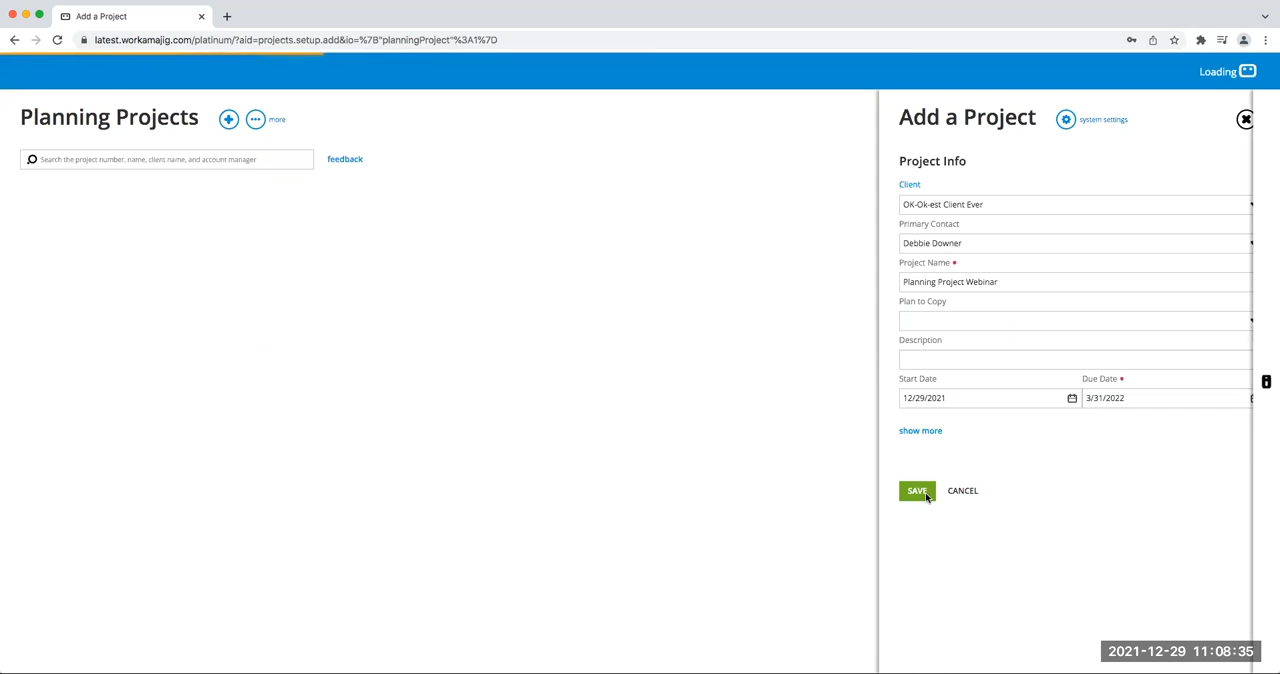 Add a Project
latest.workamajig.com/platinum/?aid=projects.setup.add&io=%7B"planningProject"%3A1%7D
Loading
Planning Projects
more
Search the project number, name, client name, and account manager
feedback
Add a Project
system settings
Project Info
Client
OK-Ok-est Client Ever
Primary Contact
Debbie Downer
Project Name
Planning Project Webinar
Plan to Copy
Description
Start Date Due Date
12/29/2021 3/31/2022
show more
SAVE CANCEL
2021-12-29 11:08:35